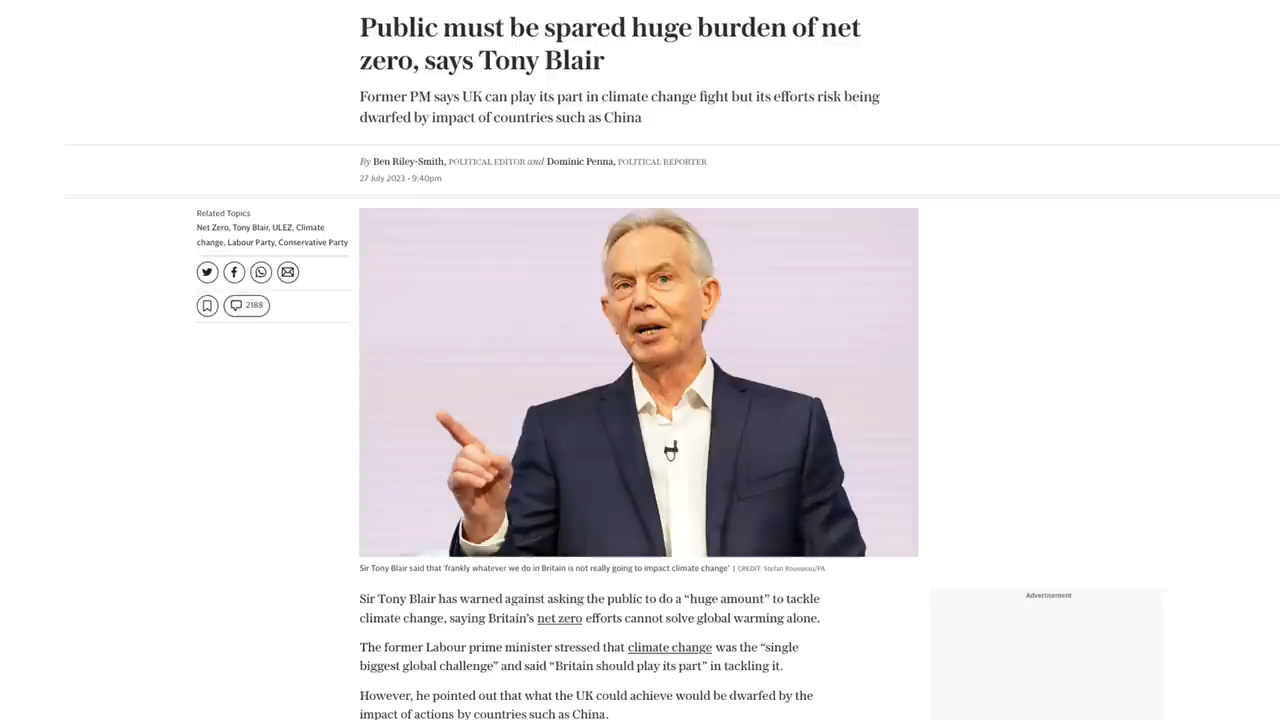 Public must be spared huge burden of net
zero, says Tony Blair
Former PM says UK can play its part in climate change fight but its efforts risk being
dwarfed by impact of countries such as China
By Ben Riley-Smith, POLITICAL EDITOR and Dominic Penna, POLITICAL REPORTER
27 July 2023 • 9:40pm
Related Topics
Net Zero, Tony Blair, ULEZ, Climate
change, Labour Party, Conservative Party
2188
Sir Tony Blair said that 'frankly whatever we do in Britain is not really going to impact climate change' | CREDIT: Stefan Rousseau/PA
Sir Tony Blair has warned against asking the public to do a “huge amount” to tackle
climate change, saying Britain’s net zero efforts cannot solve global warming alone.
The former Labour prime minister stressed that climate change was the “single
biggest global challenge” and said “Britain should play its part” in tackling it.
However, he pointed out that what the UK could achieve would be dwarfed by the
impact of actions by countries such as China.
Advertisement